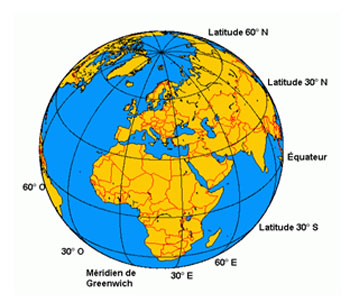 Latitude 60° N
Latitude 30° N
Équateur
60° O
Latitude 30° S
30° O
60° E
Méridien de
Greenwich
30° E